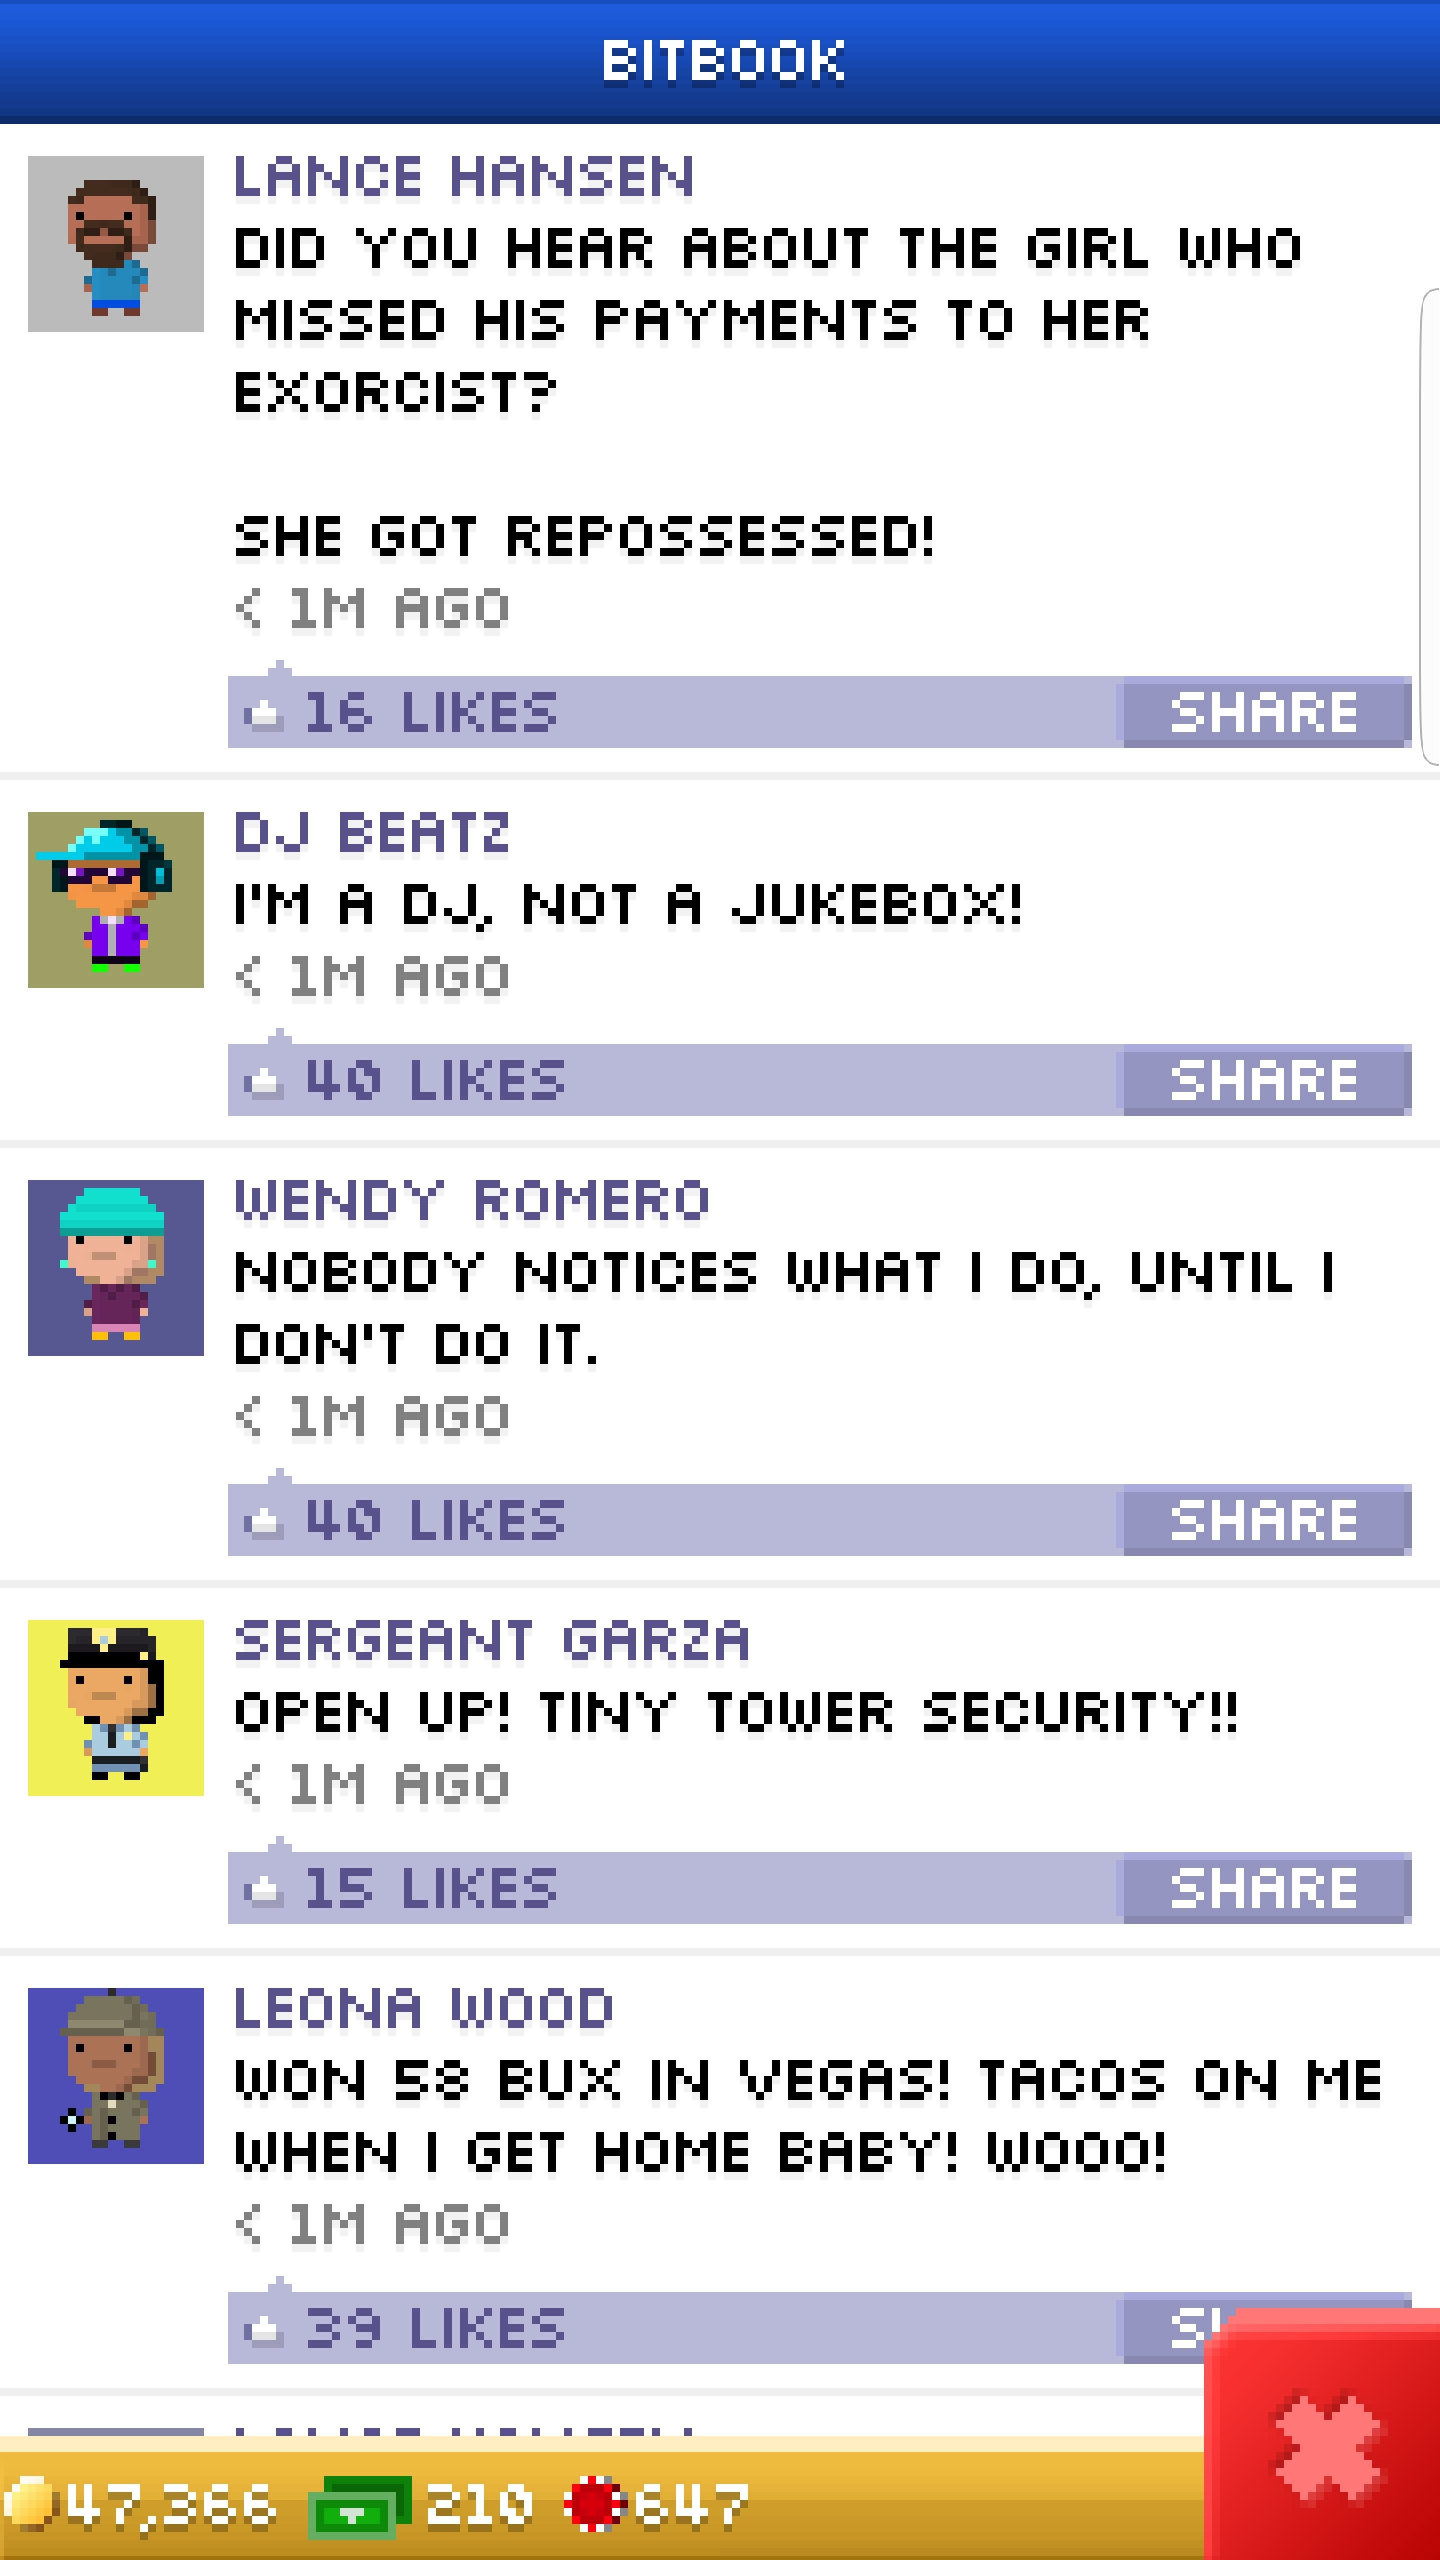 BITBOOK
LANCE HANSEN
DID YOU HEAR ABOUT THE GIRL WHO
MISSED HIS PAYMENTS TO HER
EXORCIST?
SHE GOT REPOSSESSED!
< 1M AGO
16 LIKES SHARE
DJ BEATZ
I'M A DJ, NOT A JUKEBOX!
< 1M AGO
40 LIKES SHARE
WENDY ROMERO
NOBODY NOTICES WHAT I DO, UNTIL I
DON'T DO IT.
< 1M AGO
40 LIKES SHARE
SERGEANT GARZA
OPEN UP! TINY TOWER SECURITY!!
< 1M AGO
15 LIKES SHARE
LEONA WOOD
WON 58 BUX IN VEGAS! TACOS ON ME
WHEN I GET HOME BABY! WOOO!
< 1M AGO
39 LIKES
47,366 210 647